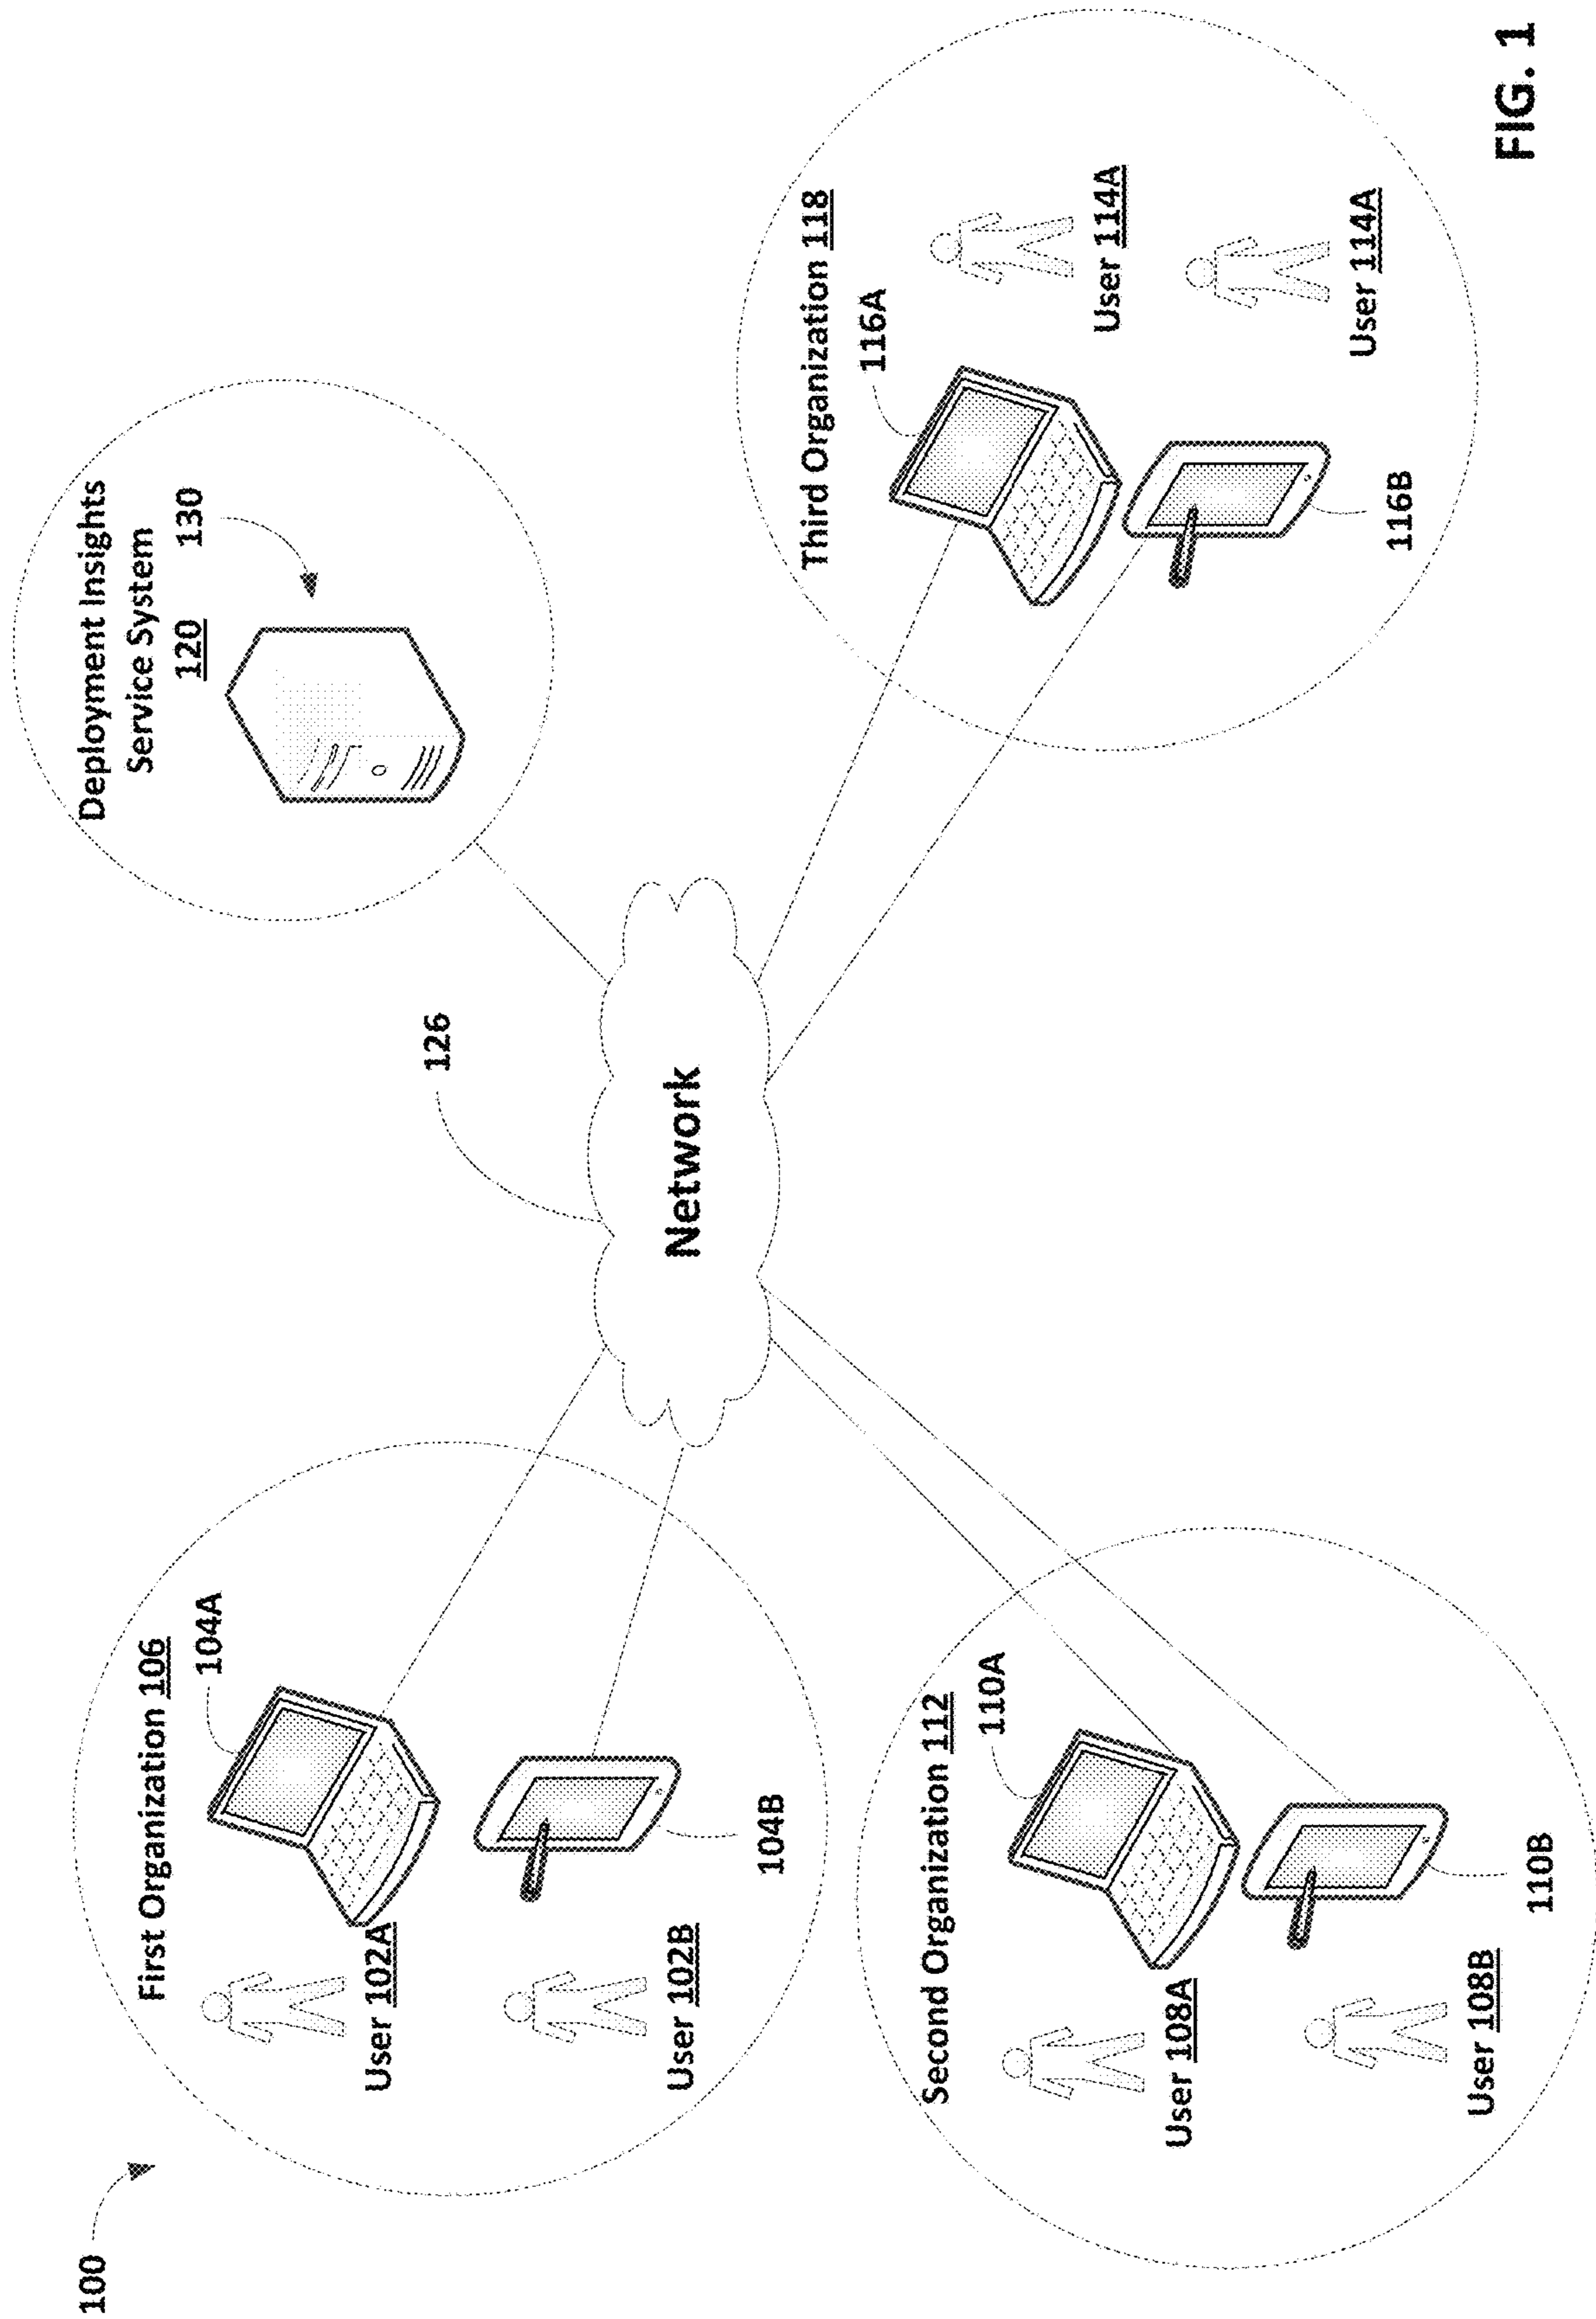 100
First Organization 106
104A
User 102A
User 102B
104B
Second Organization 112
110A
User 108A
User 108B
110B
126
Network
Deployment Insights
Service System
120
130
Third Organization 118
116A
User 114A
User 114A
116B
FIG. 1